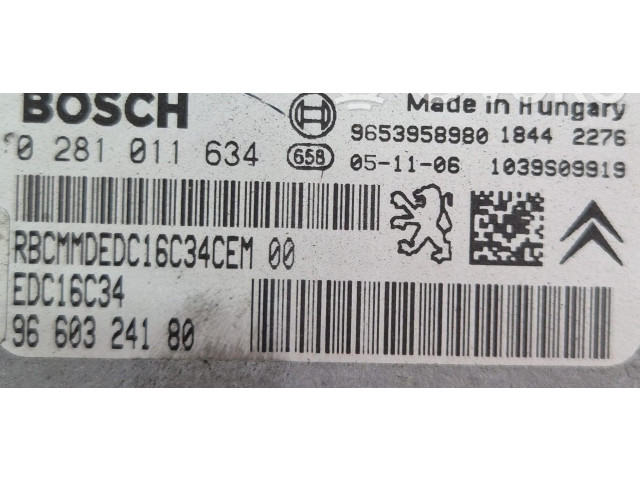 BOSCH
Made in Hungary
9653958980 1844 2276
0 281 011 634 658 05-11-06 1039S09919
RBCMMDEDC16C34CEM 00
EDC16C34
96 603 241 80